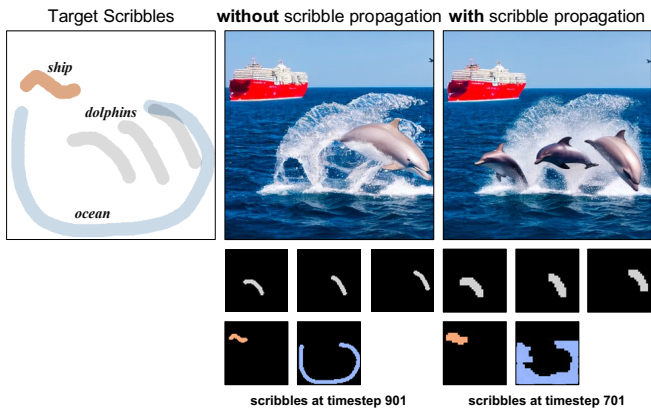 Target Scribbles
without scribble propagation
with scribble propagation
ship
dolphins
ocean
scribbles at timestep 901
scribbles at timestep 701